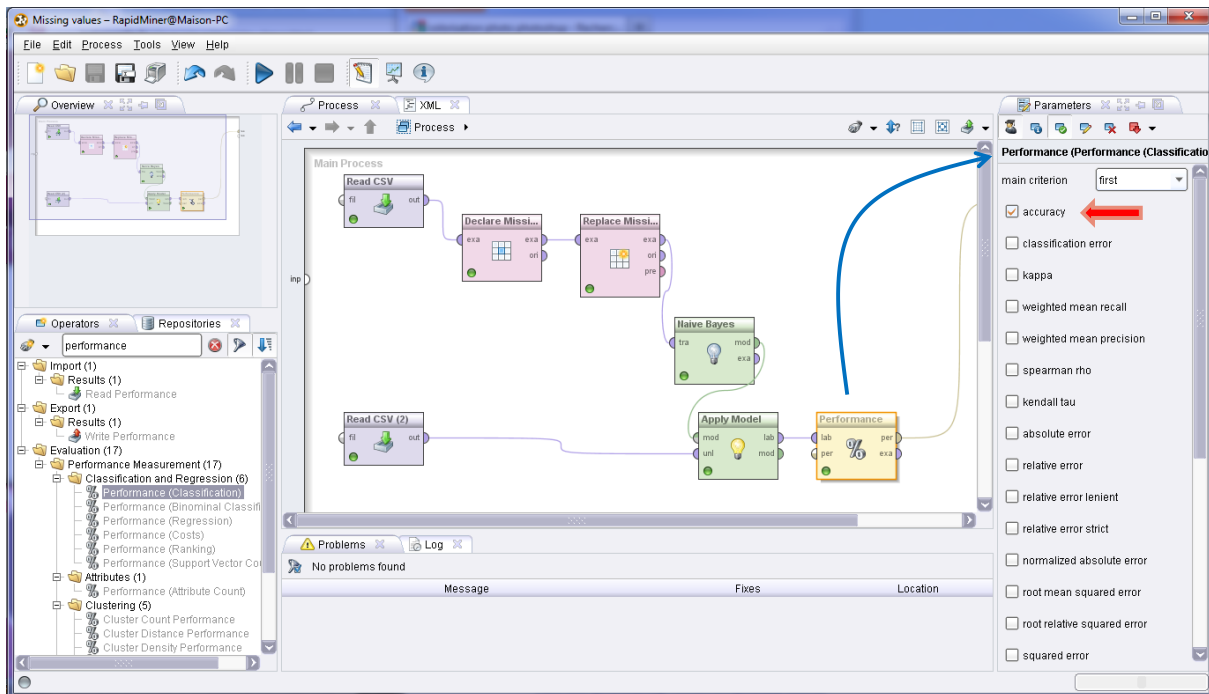 Missing values – RapidMiner@Maison-PC
File Edit Process Tools View Help
Overview
Process
XML
Parameters
Process
Performance (Performance (Classificatio
main criterion first
accuracy
classification error
kappa
weighted mean recall
weighted mean precision
spearman rho
kendall tau
absolute error
relative error
relative error lenient
relative error strict
normalized absolute error
root mean squared error
root relative squared error
squared error
Main Process
inp
Read CSV
fil out
Declare Missi...
exa exa
ori
Replace Missi...
exa exa
ori
pre
Naive Bayes
tra mod
exa
Read CSV (2)
fil out
Apply Model
mod lab
unl mod
Performance
lab per
per exa
%
Operators
Repositories
performance
Import (1)
Results (1)
Read Performance
Export (1)
Results (1)
Write Performance
Evaluation (17)
Performance Measurement (17)
Classification and Regression (6)
Performance (Classification)
Performance (Binominal Classifi
Performance (Regression)
Performance (Costs)
Performance (Ranking)
Performance (Support Vector Cou
Attributes (1)
Performance (Attribute Count)
Clustering (5)
Cluster Count Performance
Cluster Distance Performance
Cluster Density Performance
Problems
Log
No problems found
Message Fixes Location